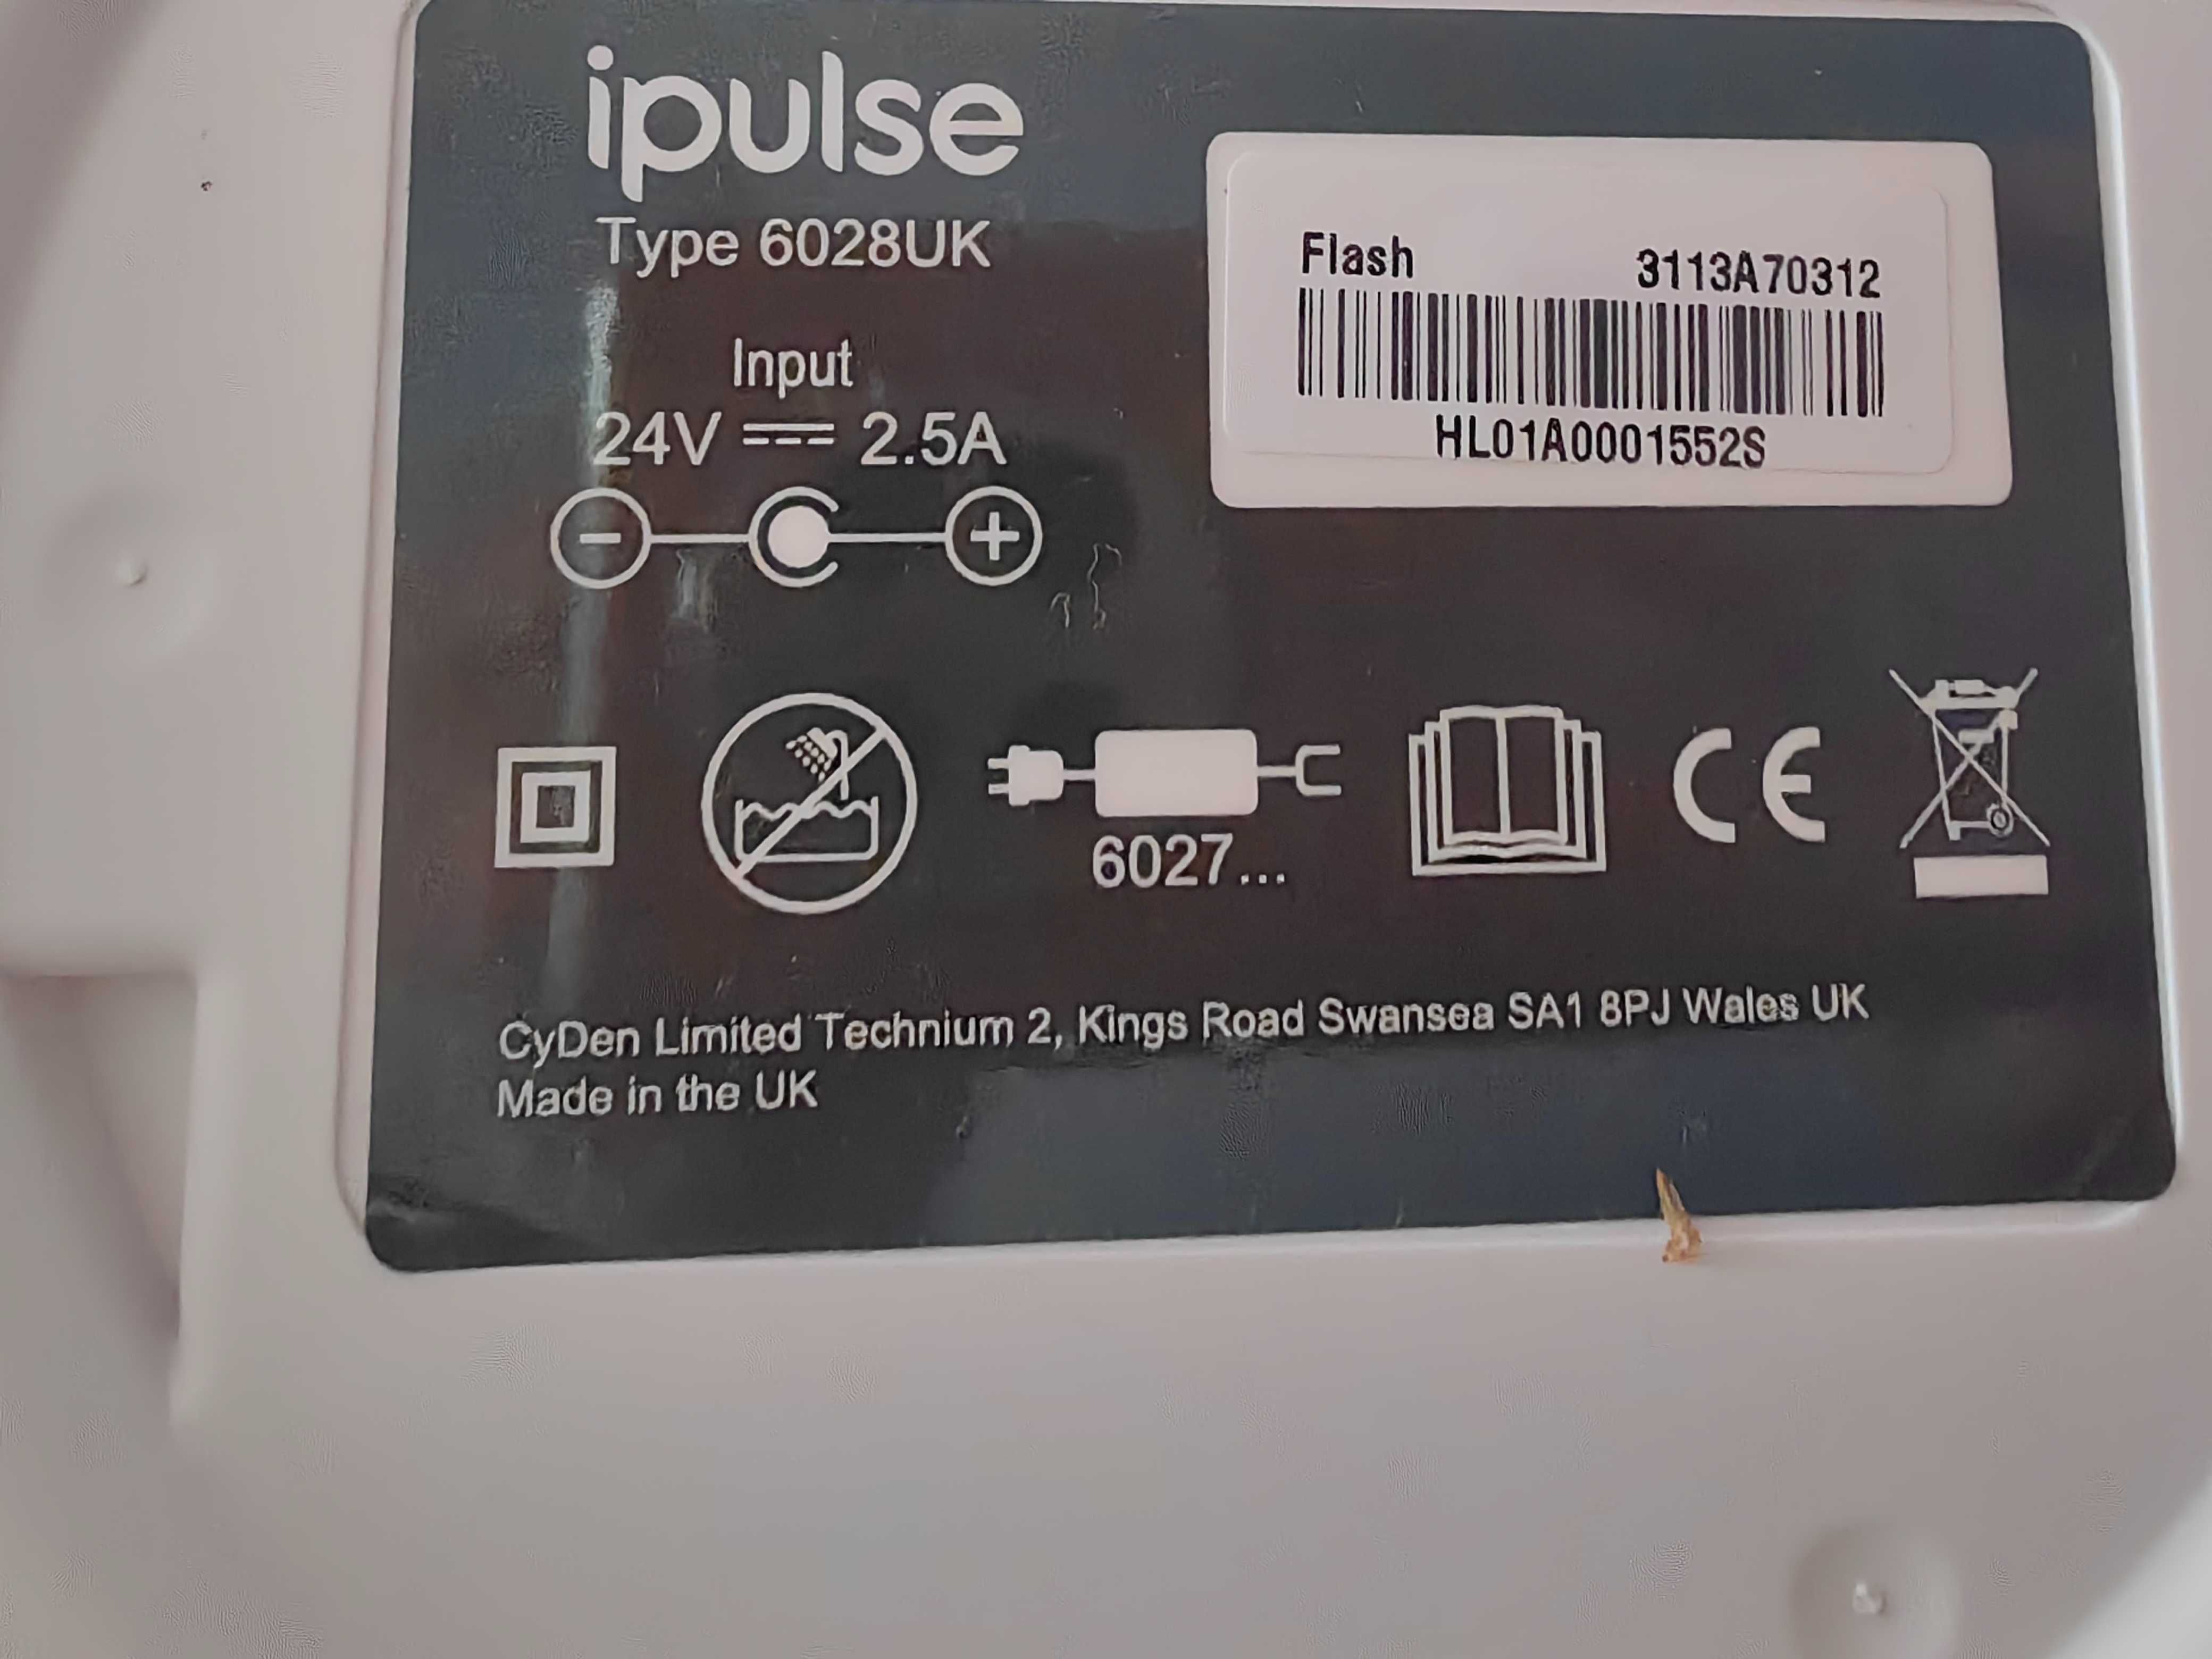 ipulse
Type 6028UK
Input
24V ⎓ 2.5A
Flash 3113A70312
HL01A0001552S
6027...
CE
CyDen Limited Technium 2, Kings Road Swansea SA1 8PJ Wales UK
Made in the UK